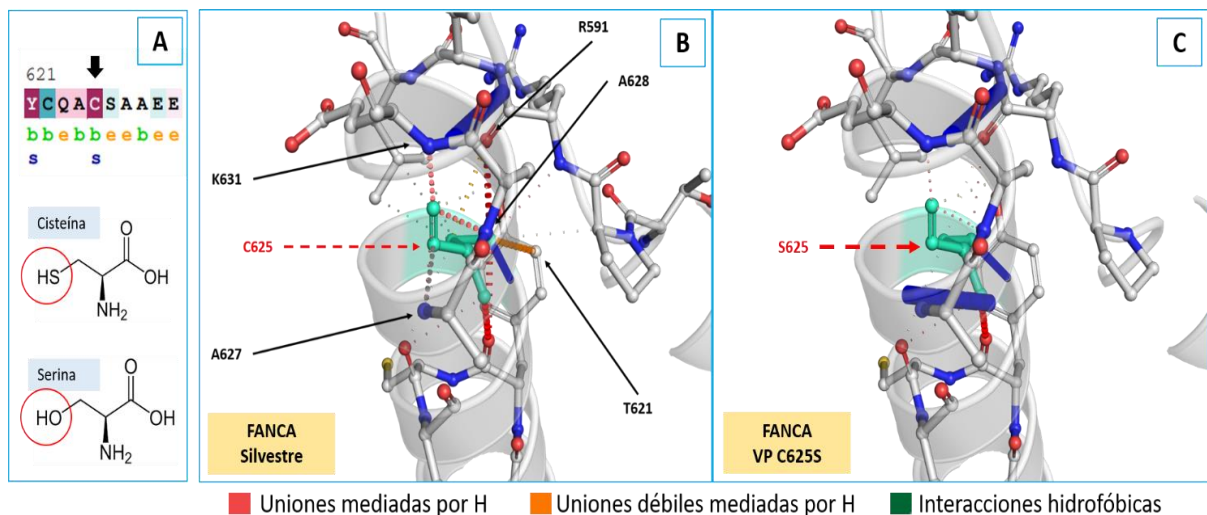 A
621
YCQACSAAEE
bbebbeebee
s s
Cisteína
HS
O
OH
NH2
Serina
HO
O
OH
NH2
B
R591
A628
K631
C625
A627
T621
FANCA
Silvestre
C
S625
FANCA
VP C625S
Uniones mediadas por H
Uniones débiles mediadas por H
Interacciones hidrofóbicas